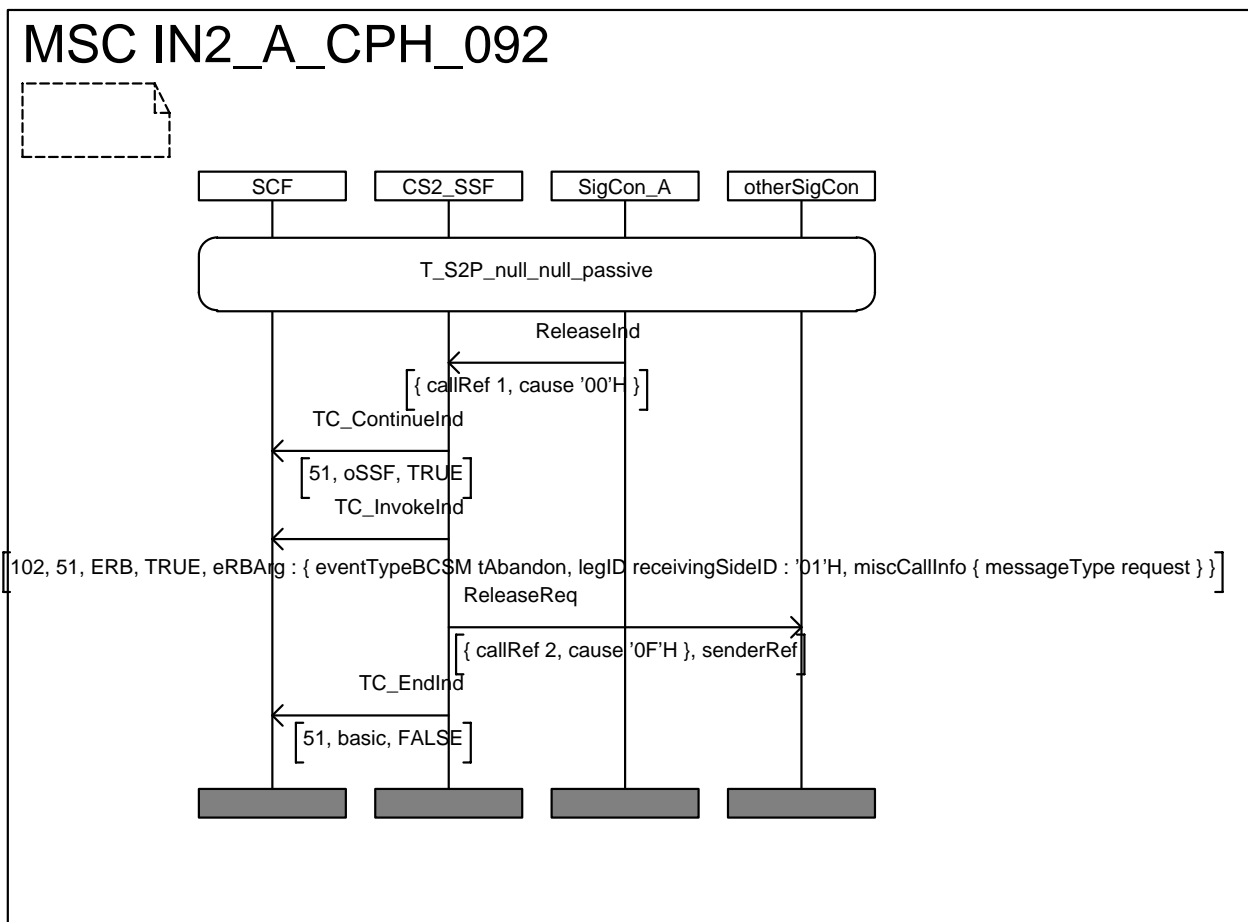 MSC IN2_A_CPH_092
SCF CS2_SSF SigCon_A otherSigCon
T_S2P_null_null_passive
ReleaseInd
{ callRef 1, cause ’00’H }
TC_ContinueInd
51, oSSF, TRUE
TC_InvokeInd
102, 51, ERB, TRUE, eRBArg : { eventTypeBCSM tAbandon, legID receivingSideID : ’01’H, miscCallInfo { messageType request } }
ReleaseReq
{ callRef 2, cause ’0F’H }, senderRef
TC_EndInd
51, basic, FALSE